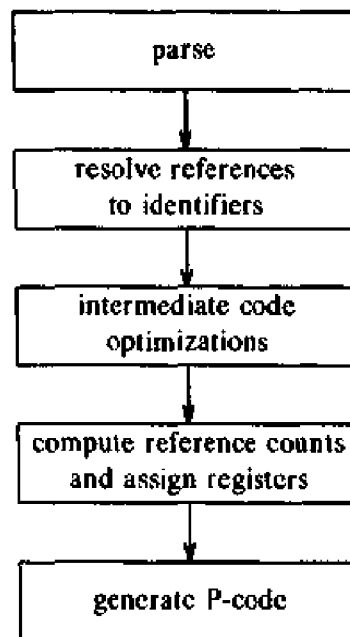 parse
resolve references
to identifiers
intermediate code
optimizations
compute reference counts
and assign registers
generate P-code